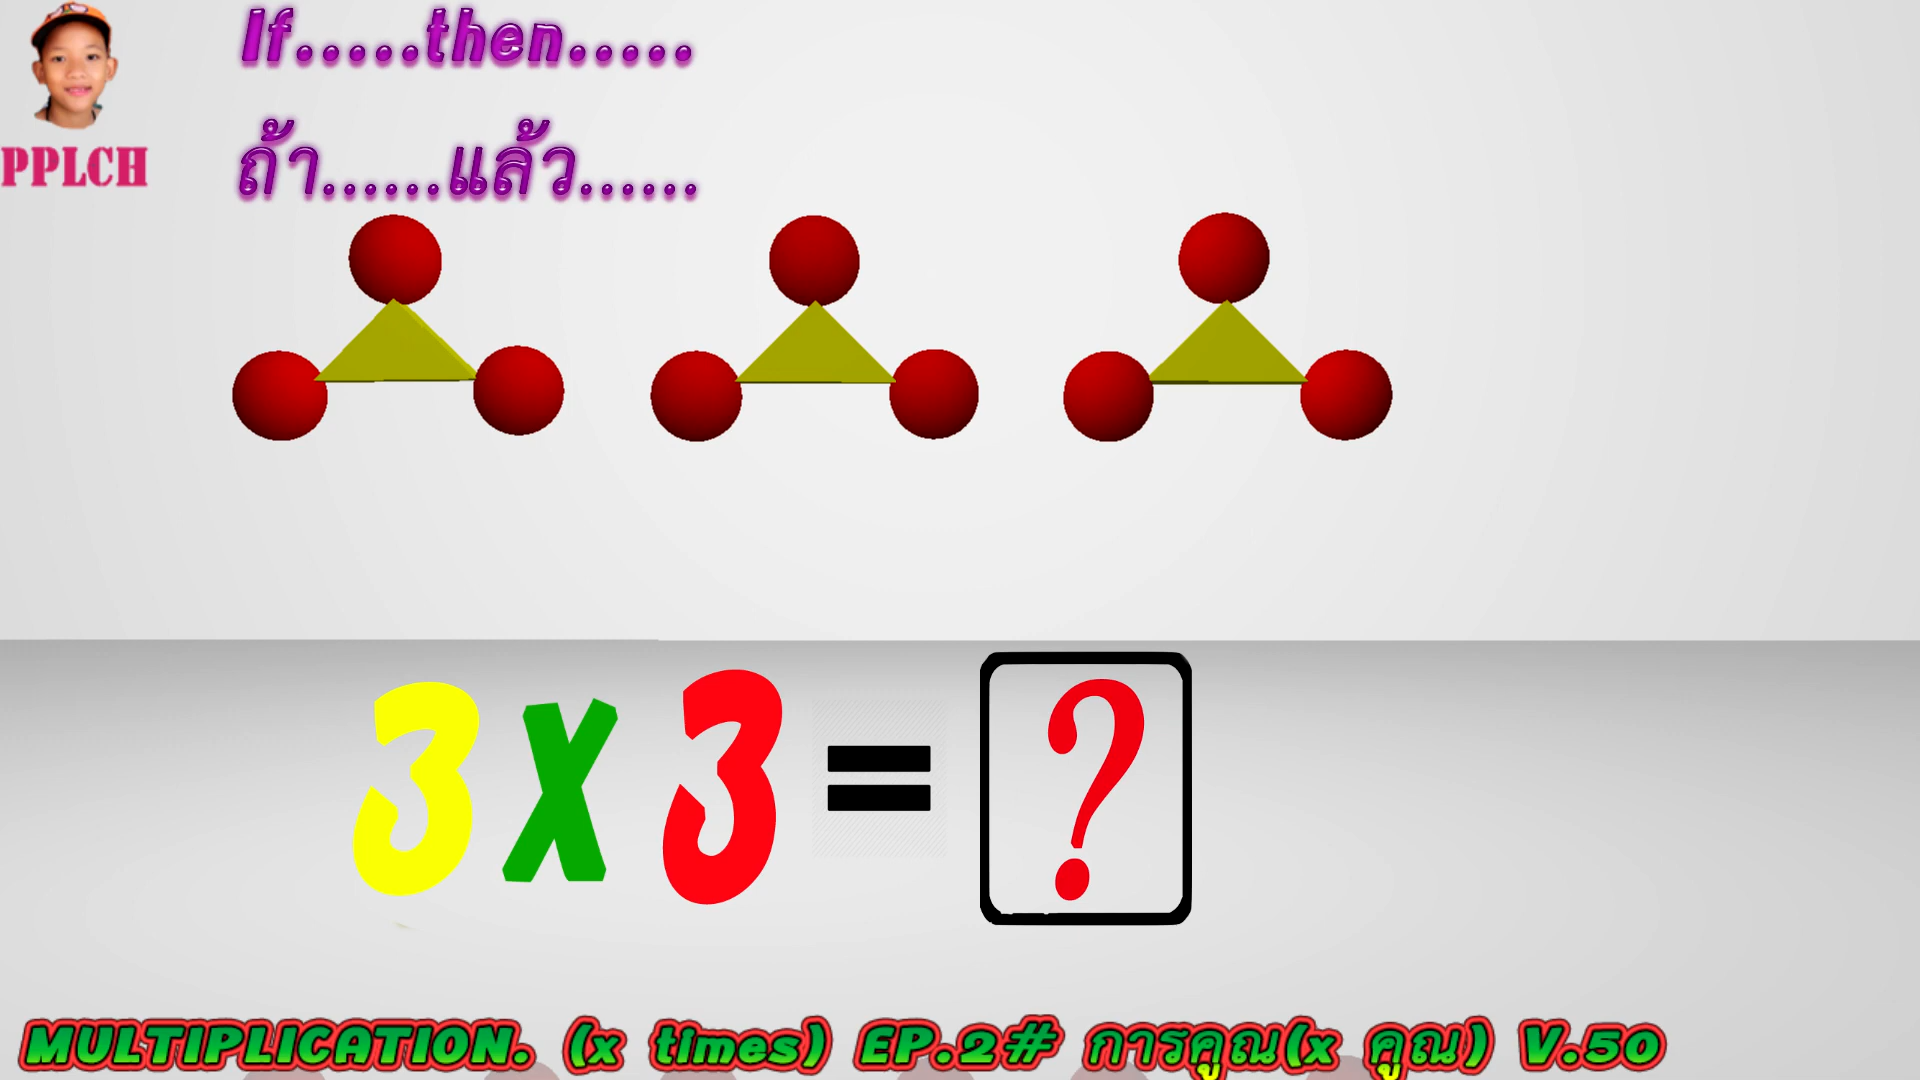 If.....then.....
ถ้า......แล้ว......
PPLCH
3 x 3 = ?
MULTIPLICATION. (x times) EP.2# การคูณ(x คูณ) V.50